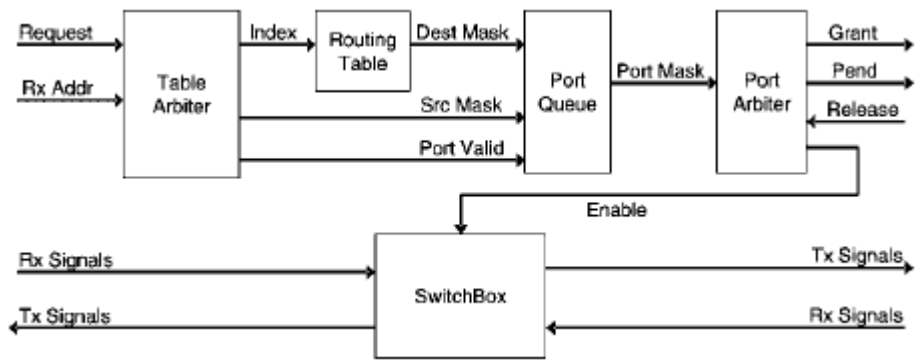 Request
Index
Routing
Table
Dest Mask
Grant
Rx Addr
Table
Arbiter
Port
Queue
Port Mask
Port
Arbiter
Pend
Src Mask
Release
Port Valid
Enable
Rx Signals
Tx Signals
SwitchBox
Tx Signals
Rx Signals